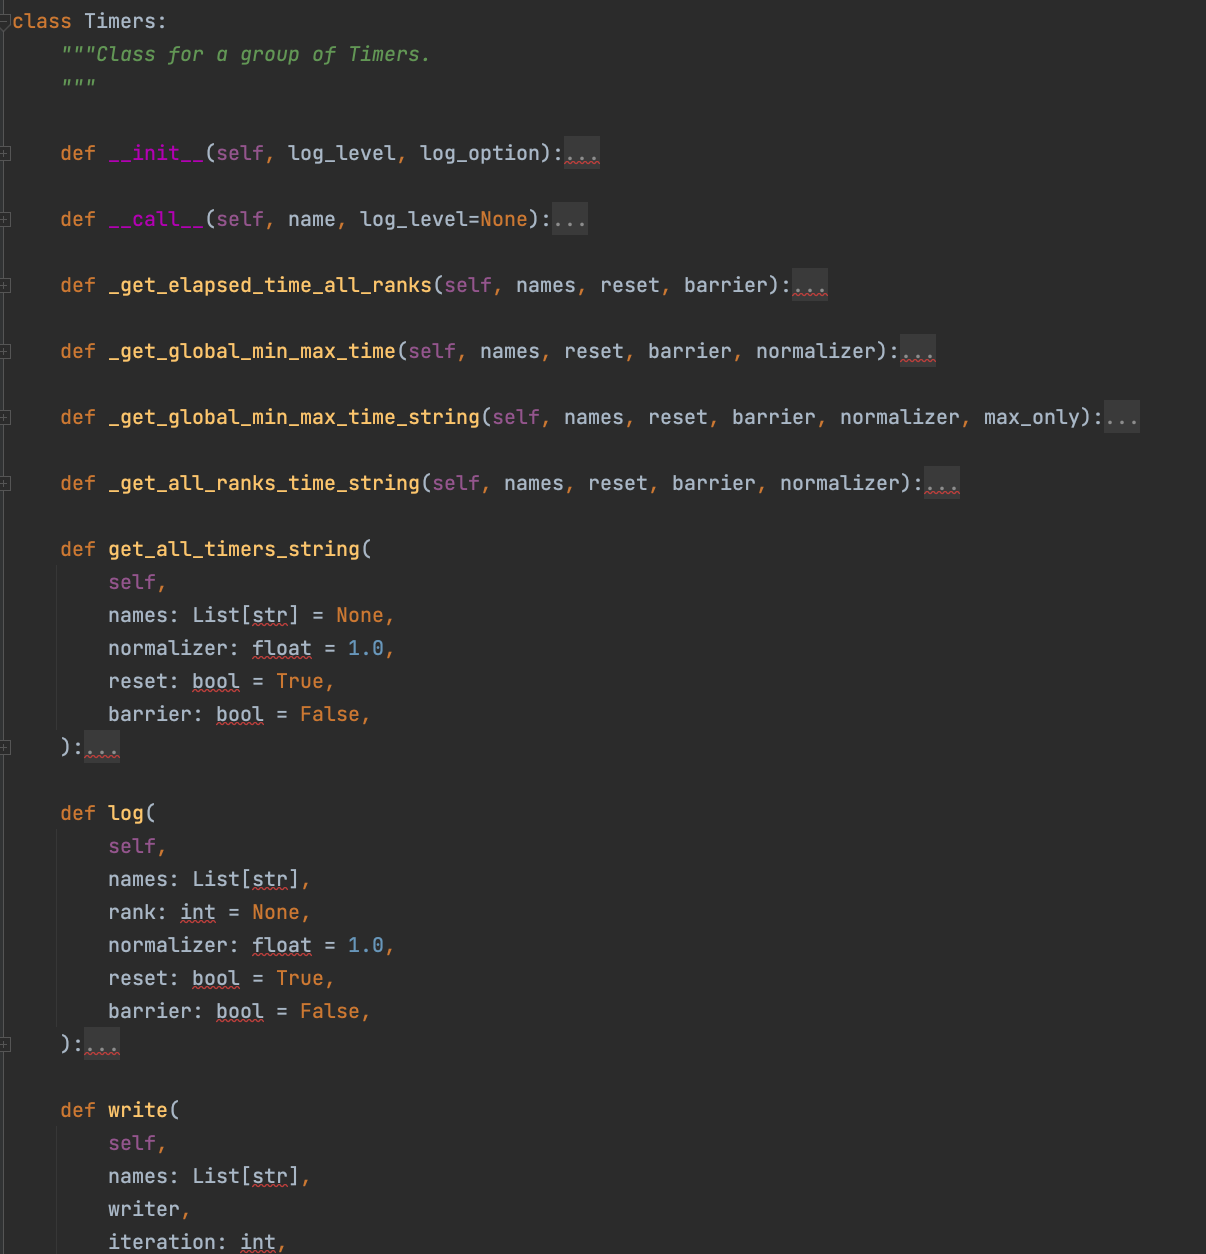 class Timers:
    """Class for a group of Timers.
    """
    def __init__(self, log_level, log_option):...
    def __call__(self, name, log_level=None):...
    def _get_elapsed_time_all_ranks(self, names, reset, barrier):...
    def _get_global_min_max_time(self, names, reset, barrier, normalizer):...
    def _get_global_min_max_time_string(self, names, reset, barrier, normalizer, max_only):...
    def _get_all_ranks_time_string(self, names, reset, barrier, normalizer):...
    def get_all_timers_string(
        self,
        names: List[str] = None,
        normalizer: float = 1.0,
        reset: bool = True,
        barrier: bool = False,
    ):...
    def log(
        self,
        names: List[str],
        rank: int = None,
        normalizer: float = 1.0,
        reset: bool = True,
        barrier: bool = False,
    ):...
    def write(
        self,
        names: List[str],
        writer,
        iteration: int,